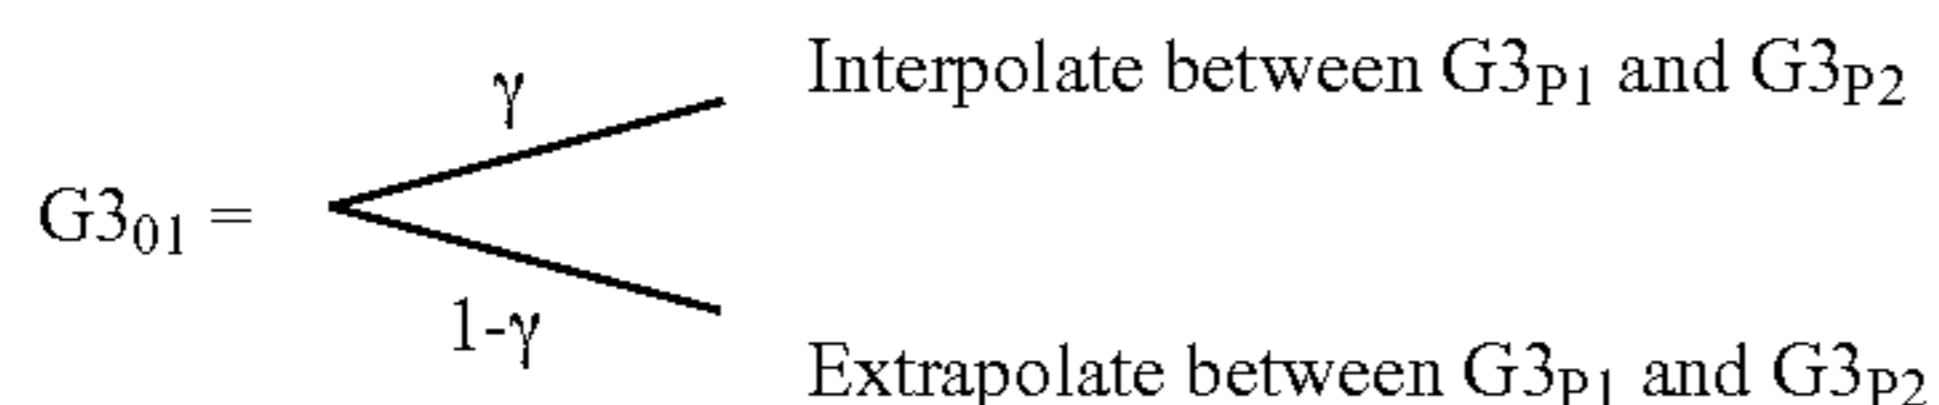 Interpolate between G3P1 and G3P2
γ
G301 =
1-γ
Extrapolate between G3P1 and G3P2